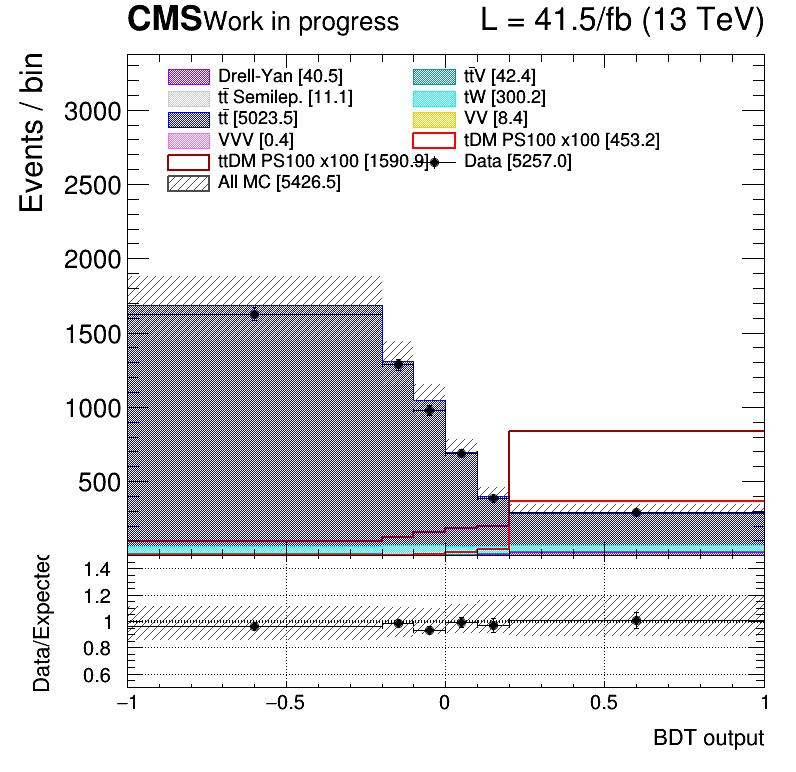 CMS Work in progress L = 41.5/fb (13 TeV)
Events / bin
Drell-Yan [40.5] tt̄V [42.4]
tt̄ Semilep. [11.1] tW [300.2]
tt̄ [5023.5] VV [8.4]
VVV [0.4] tDM PS100 x100 [453.2]
ttDM PS100 x100 [1590.9] Data [5257.0]
All MC [5426.5]
3000
2500
2000
1500
1000
500
Data/Expected
1.4
1.2
1
0.8
0.6
−1 −0.5 0 0.5 1
BDT output